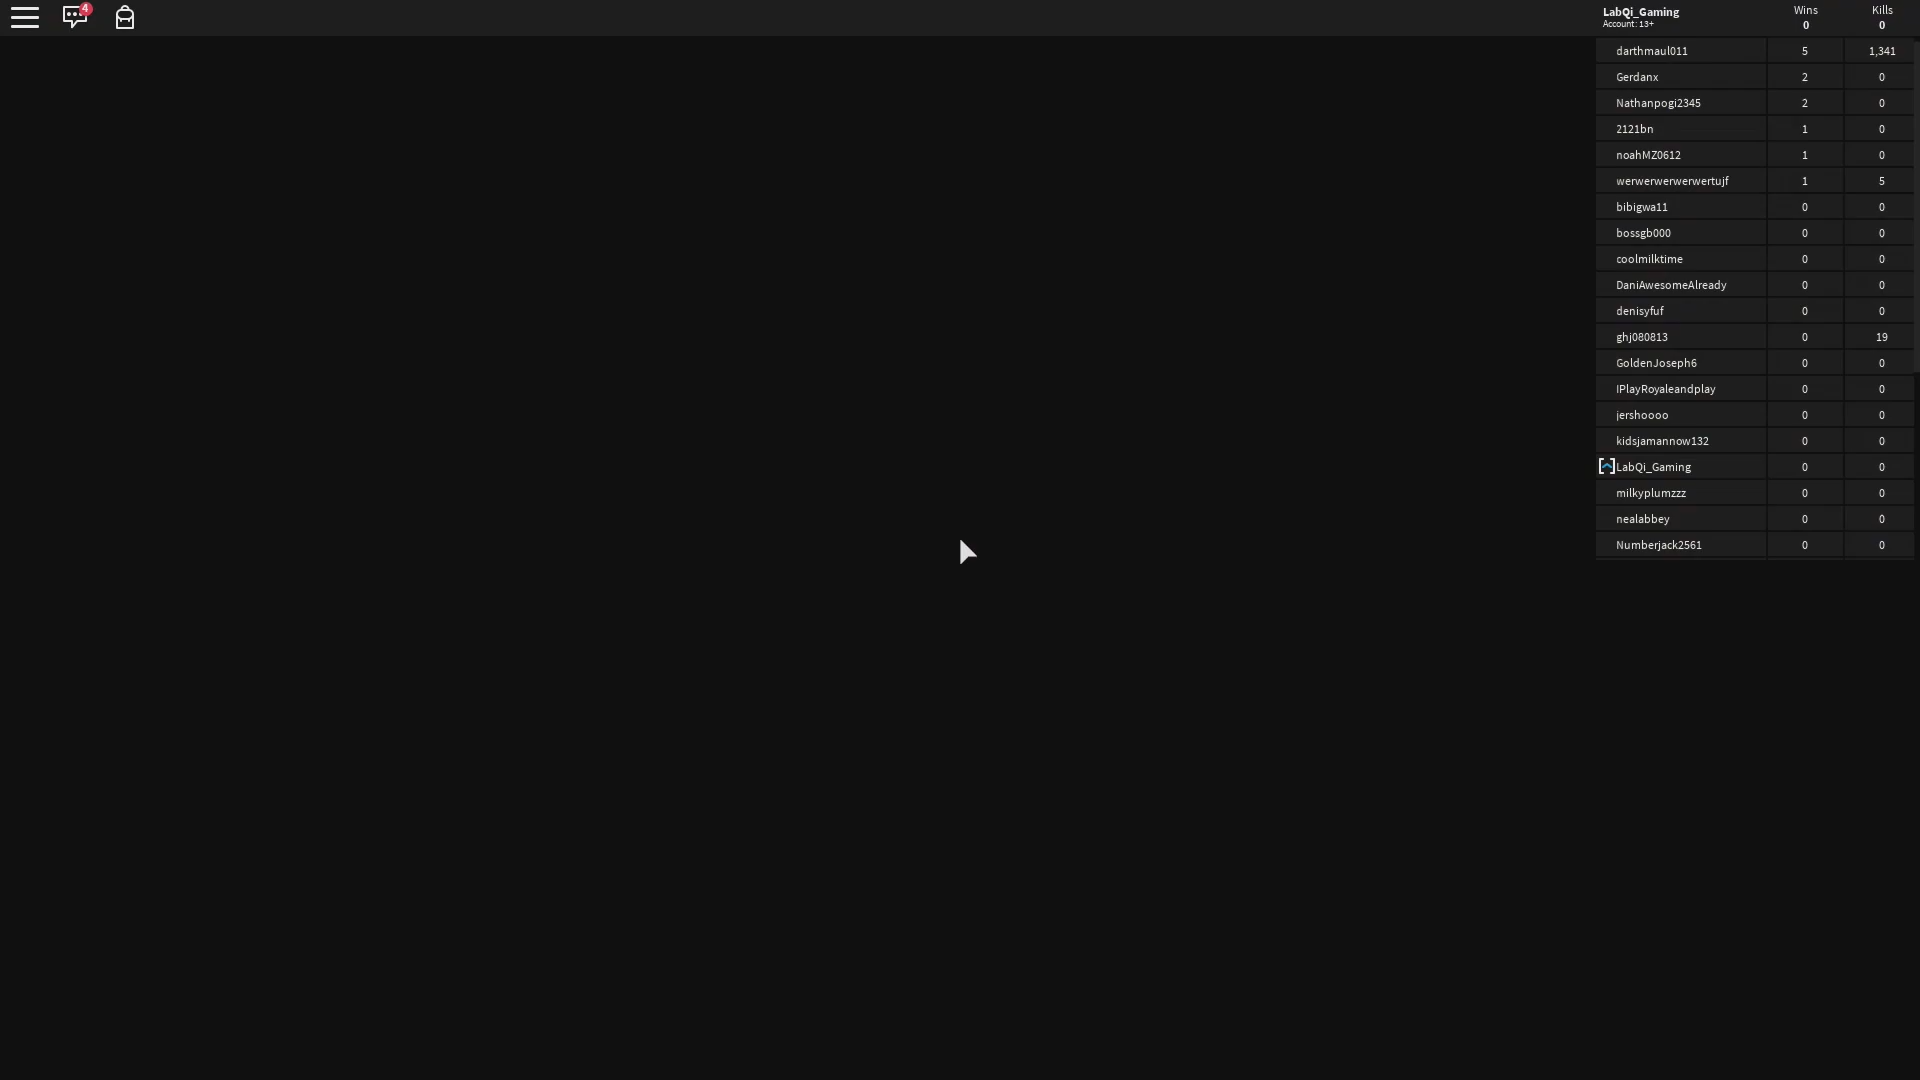 4
LabQi_Gaming Wins Kills
Account: 13+ 0 0
darthmaul011 5 1,341
Gerdanx 2 0
Nathanpogi2345 2 0
2121bn 1 0
noahMZ0612 1 0
werwerwerwerwertujf 1 5
bibigwa11 0 0
bossgb000 0 0
coolmilktime 0 0
DaniAwesomeAlready 0 0
denisyfuf 0 0
ghj080813 0 19
GoldenJoseph6 0 0
IPlayRoyaleandplay 0 0
jershoooo 0 0
kidsjamannow132 0 0
LabQi_Gaming 0 0
milkyplumzzz 0 0
nealabbey 0 0
Numberjack2561 0 0